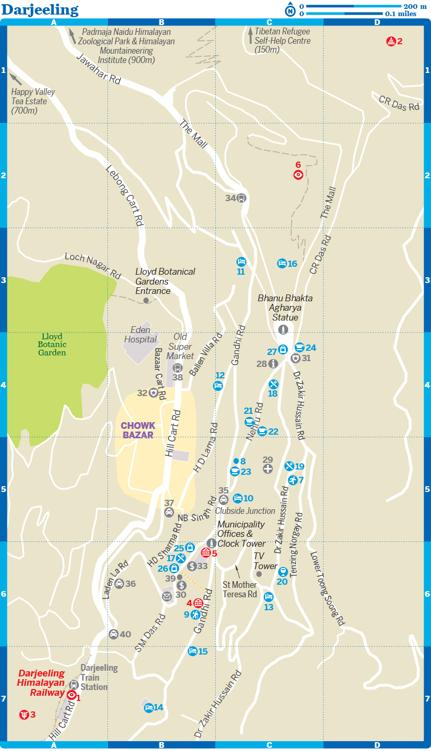 Darjeeling
N
0 200 m
0 0.1 miles
A B C D
1
2
3
4
5
6
7
Padmaja Naidu Himalayan
Zoological Park & Himalayan
Mountaineering
Institute (900m)
Tibetan Refugee
Self-Help Centre
(150m)
2
Jawahar Rd
Happy Valley
Tea Estate
(700m)
CR Das Rd
The Mall
6
Lebong Cart Rd
34
The Mall
CR Das Rd
Loch Nagar Rd
11
16
Lloyd Botanical
Gardens
Entrance
Bhanu Bhakta
Agharya
Statue
Lloyd
Botanic
Garden
Eden
Hospital
Old
Super
Market
38
Bazaar Cart Rd
Ballen Villa Rd
Gandhi Rd
27
24
28
31
32
12
18
Dr Zakir Hussain Rd
CHOWK
BAZAR
Hill Cart Rd
H D Lama Rd
21
Nehru Rd
22
8
23
29
19
7
37
NB Singh Rd
35
10
Clubside Junction
Dr Zakir Hussain Rd
Tenzing Norgay Rd
Municipality
Offices &
Clock Tower
HD Sharma Rd
25
17
26
5
33
TV
Tower
20
Lower Toong Soong Rd
Laden La Rd
36
39
30
St Mother
Teresa Rd
4
9
13
Gandhi Rd
40
SM Das Rd
15
Darjeeling
Himalayan
Railway
1
Darjeeling
Train
Station
3
Hill Cart Rd
14
Dr Zakir Hussain Rd
1
2
3
4
5
6
7
A B C D